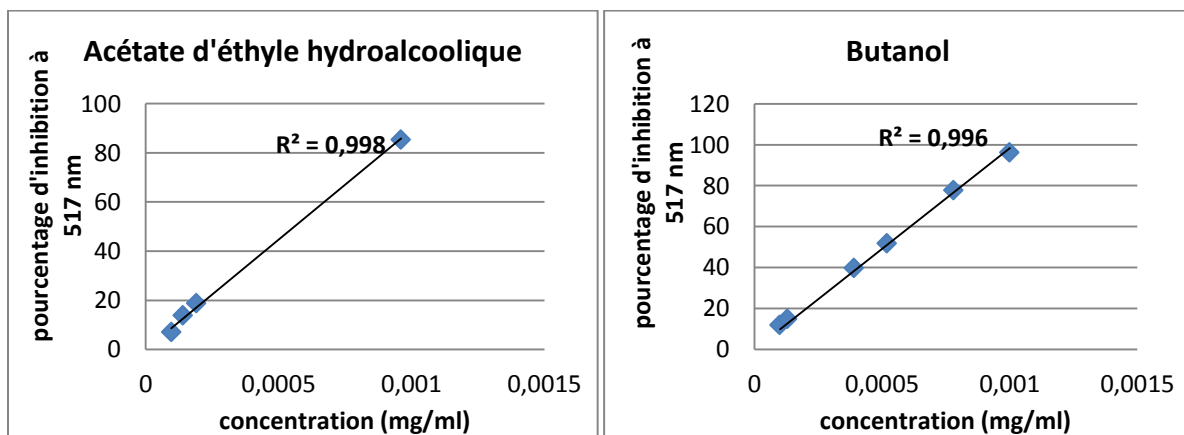 Acétate d'éthyle hydroalcoolique
pourcentage d'inhibition à
517 nm
100
80
60
40
20
0
R² = 0,998
0
0,0005
0,001
0,0015
concentration (mg/ml)
Butanol
pourcentage d'inhibition à
517 nm
120
100
80
60
40
20
0
R² = 0,996
0
0,0005
0,001
0,0015
concentration (mg/ml)